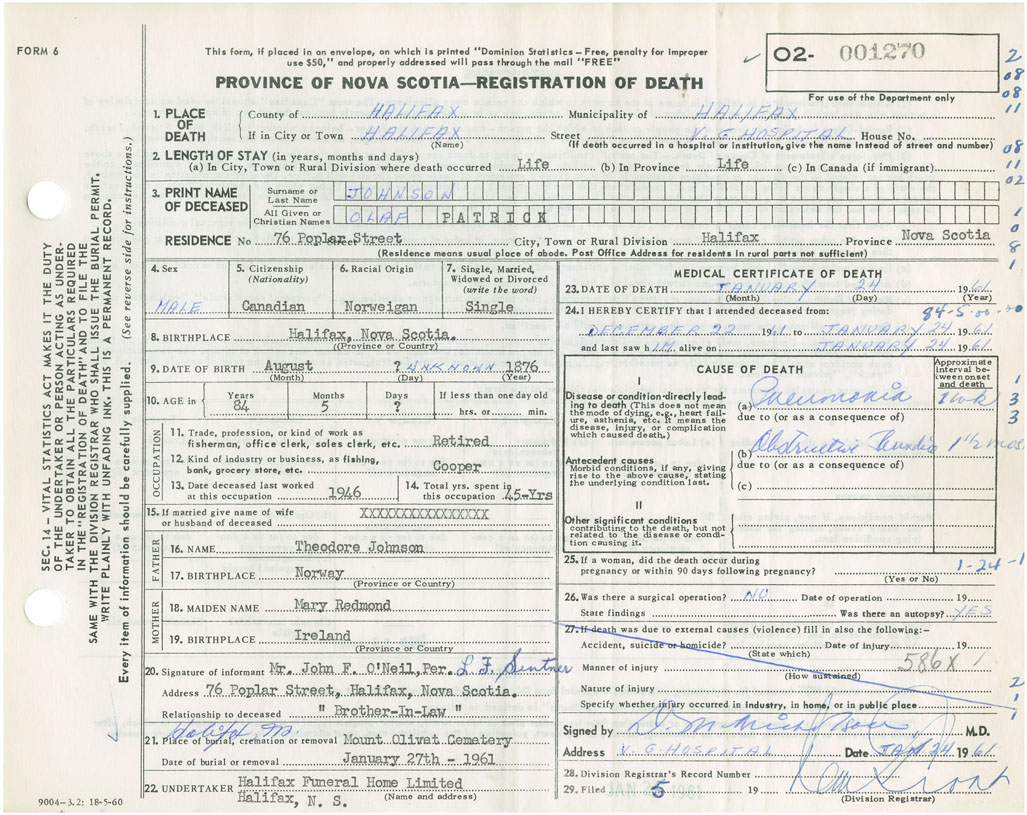 FORM 6
This form, if placed in an envelope, on which is printed "Dominion Statistics – Free, penalty for improper
use $50," and properly addressed will pass through the mail "FREE"
PROVINCE OF NOVA SCOTIA—REGISTRATION OF DEATH
O2- 001270
For use of the Department only
2
08
11
08
11
02
1
0
8
1
1. PLACE OF DEATH
County of HALIFAX Municipality of HALIFAX
If in City or Town HALIFAX Street V. G HOSPITAL House No.
(Name) (If death occurred in a hospital or institution, give the name instead of street and number)
2. LENGTH OF STAY (in years, months and days)
(a) In City, Town or Rural Division where death occurred Life (b) In Province Life (c) In Canada (if immigrant)
3. PRINT NAME OF DECEASED
Surname or Last Name JOHNSON
All Given or Christian Names OLAF PATRICK
RESIDENCE No 76 Poplar Street City, Town or Rural Division Halifax Province Nova Scotia
(Residence means usual place of abode. Post Office Address for residents in rural parts not sufficient)
4. Sex MALE
5. Citizenship (Nationality) Canadian
6. Racial Origin Norweigan
7. Single, Married, Widowed or Divorced (write the word) Single
8. BIRTHPLACE Halifax, Nova Scotia.
((Province or Country)
9. DATE OF BIRTH August ? UNKNOWN 1876
(Month) (Day) (Year)
10. AGE in Years 84 Months 5 Days ? If less than one day old hrs. or min.
OCCUPATION
11. Trade, profession, or kind of work as
fisherman, office clerk, sales clerk, etc. Retired
12. Kind of industry or business, as fishing,
bank, grocery store, etc. Cooper
13. Date deceased last worked
at this occupation 1946
14. Total yrs. spent in
this occupation 45-Yrs
15. If married give name of wife
or husband of deceased XXXXXXXXXXXXXXXX
FATHER
16. NAME Theodore Johnson
17. BIRTHPLACE Norway
(Province or Country)
MOTHER
18. MAIDEN NAME Mary Redmond
19. BIRTHPLACE Ireland
(Province or Country)
20. Signature of informant Mr. John F. O'Neil, Per.
Address 76 Poplar Street, Halifax, Nova Scotia.
Relationship to deceased " Brother-In-Law "
21. Place of burial, cremation or removal Mount Olivet Cemetery
Date of burial or removal January 27th - 1961
22. UNDERTAKER Halifax Funeral Home Limited
Halifax, N. S. (Name and address)
MEDICAL CERTIFICATE OF DEATH
23. DATE OF DEATH JANUARY 24 1961
(Month) (Day) (Year)
24. I HEREBY CERTIFY that I attended deceased from: 84-5-00-00
DECEMBER 22 1961 to JANUARY 24 1961
and last saw hIM alive on JANUARY 24 1961
CAUSE OF DEATH
Approximate interval between onset and death
I
Disease or condition-directly leading to death (This does not mean the mode of dying, e.g., heart failure, asthenia, etc. It means the disease, injury, or complication which caused death.)
(a) Pneumonia 1 wk
due to (or as a consequence of)
(b) Obstructive 1 1/2 mos.
Antecedent causes
Morbid conditions, if any, giving rise to the above cause, stating the underlying condition last.
due to (or as a consequence of)
(c)
II
Other significant conditions
contributing to the death, but not related to the disease or condition causing it.
1
3
3
25. If a woman, did the death occur during
pregnancy or within 90 days following pregnancy? 1-24-1
(Yes or No)
26. Was there a surgical operation? NO Date of operation 19
State findings Was there an autopsy? YES
27. If death was due to external causes (violence) fill in also the following:–
Accident, suicide or homicide? Date of injury 19
(State which)
Manner of injury 586X 1
(How sustained)
Nature of injury 2
Specify whether injury occurred in Industry, in home, or in public place 1
Signed by M.D.
Address V. G HOSPITAL Date JAN 24 1961
28. Division Registrar's Record Number
29. Filed 5 19
(Division Registrar)
SEC. 14 – VITAL STATISTICS ACT MAKES IT THE DUTY
OF THE UNDERTAKER OR PERSON ACTING AS UNDER-
TAKER TO OBTAIN ALL THE PARTICULARS REQUIRED
IN THE "REGISTRATION OF DEATH" AND TO FILE THE
SAME WITH THE DIVISION REGISTRAR WHO SHALL ISSUE THE BURIAL PERMIT.
WRITE PLAINLY WITH UNFADING INK. THIS IS A PERMANENT RECORD.
Every item of information should be carefully supplied. (See reverse side for instructions.)
9004–3.2: 18-5-60